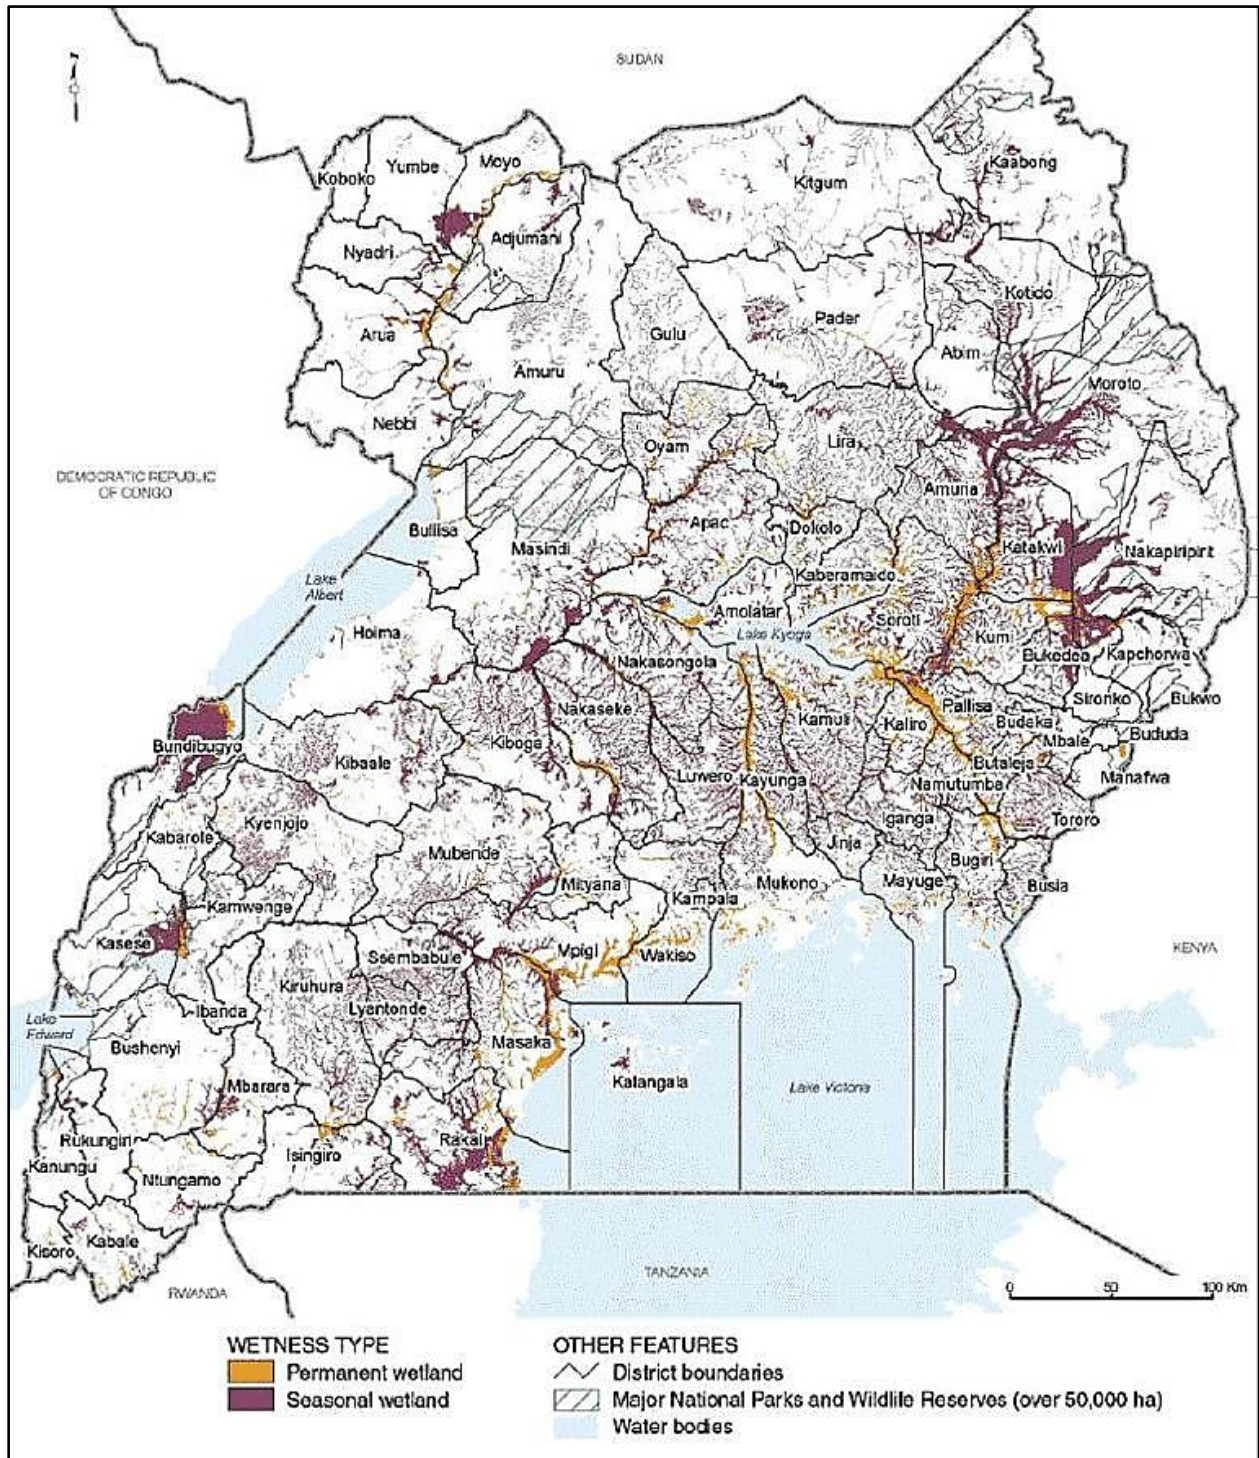 SUDAN
Kaabong
Moyo
Yumbe
Koboko
Kitgum
Adjumani
Nyadri
Kotido
Pader
Arua
Gulu
Abim
Amuru
Moroto
Nebbi
Oyam
Lira
DEMOCRATIC REPUBLIC
OF CONGO
Amuria
Apac
Dokolo
Bullisa
Masindi
Katakwi
Nakapiripirit
Lake
Albert
Kaberamaido
Amolatar
Soroti
Hoima
Lake Kyoga
Kumi
Nakasongola
Bukedea
Kapchorwa
Sironko
Bukwo
Nakaseke
Pallisa
Kamuli
Kaliro
Budaka
Bududa
Kiboga
Mbale
Bundibugyo
Kibaale
Butaleja
Manafwa
Luwero
Kayunga
Namutumba
Kyenjojo
Iganga
Tororo
Kabarole
Jinja
Mubende
Bugiri
Mityana
Mukono
Mayuge
Busia
Kampala
Kamwenge
Kasese
Mpigi
Wakiso
KENYA
Ssembabule
Kiruhura
Ibanda
Lyantonde
Lake
Edward
Bushenyi
Masaka
Kalangala
Lake Victoria
Mbarara
Rukungiri
Rakai
Isingiro
Kanungu
Ntungamo
Kabale
Kisoro
TANZANIA
RWANDA
0 50 100 Km
WETNESS TYPE
Permanent wetland
Seasonal wetland
OTHER FEATURES
District boundaries
Major National Parks and Wildlife Reserves (over 50,000 ha)
Water bodies